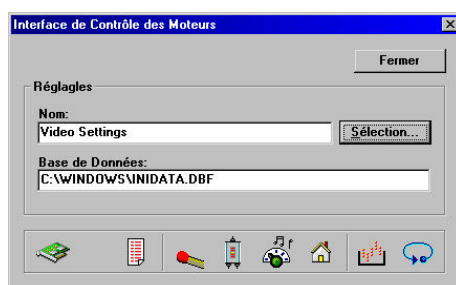 Interface de Contrôle des Moteurs
Fermer
Réglagles
Nom:
Video Settings
Sélection...
Base de Données:
C:\WINDOWS\INIDATA.DBF